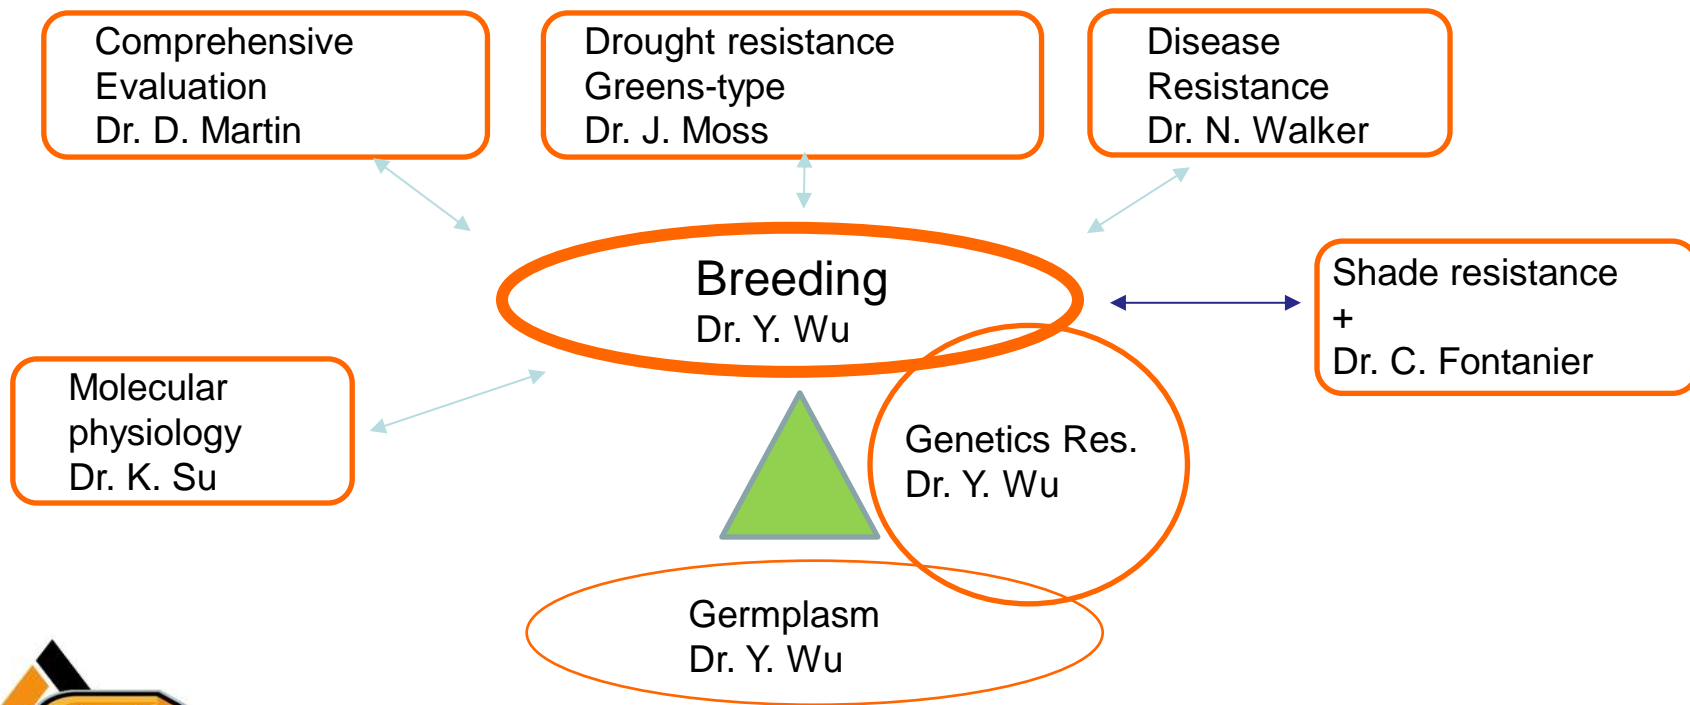 Comprehensive
Evaluation
Dr. D. Martin
Drought resistance
Greens-type
Dr. J. Moss
Disease
Resistance
Dr. N. Walker
Breeding
Dr. Y. Wu
Shade resistance
+
Dr. C. Fontanier
Molecular
physiology
Dr. K. Su
Genetics Res.
Dr. Y. Wu
Germplasm
Dr. Y. Wu